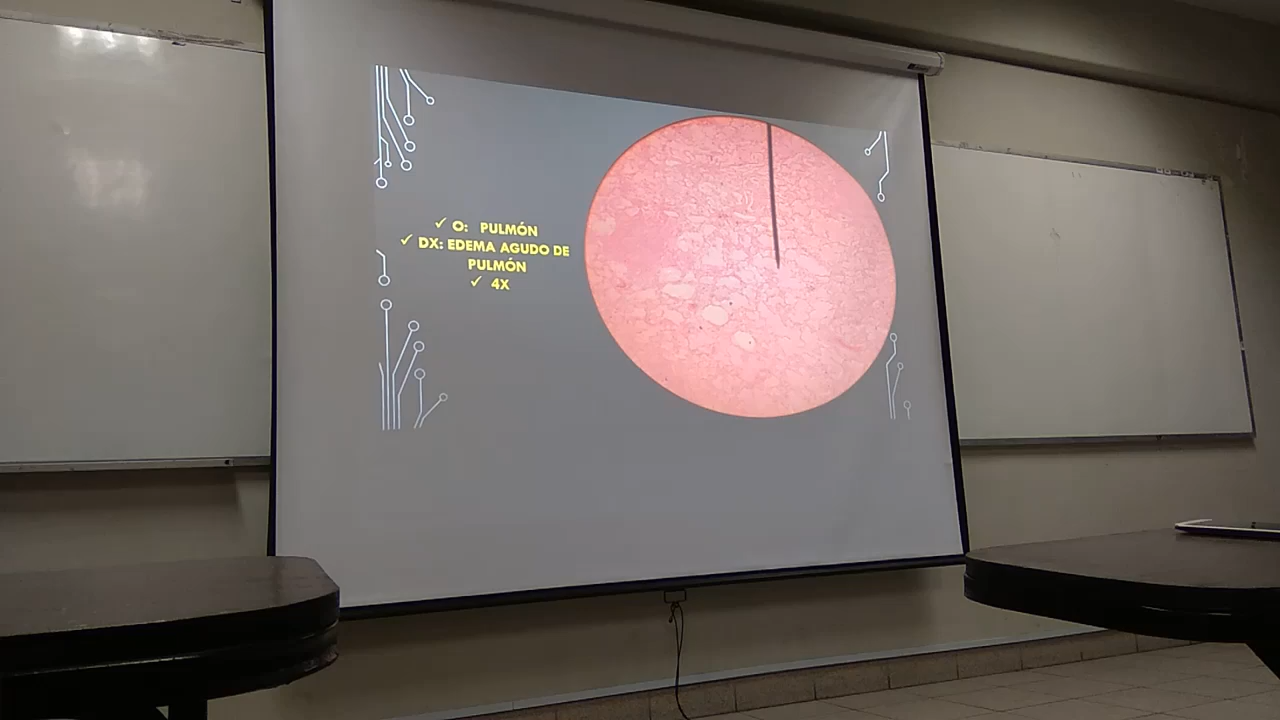 ✓ O: PULMÓN
✓ DX: EDEMA AGUDO DE
PULMÓN
✓ 4X